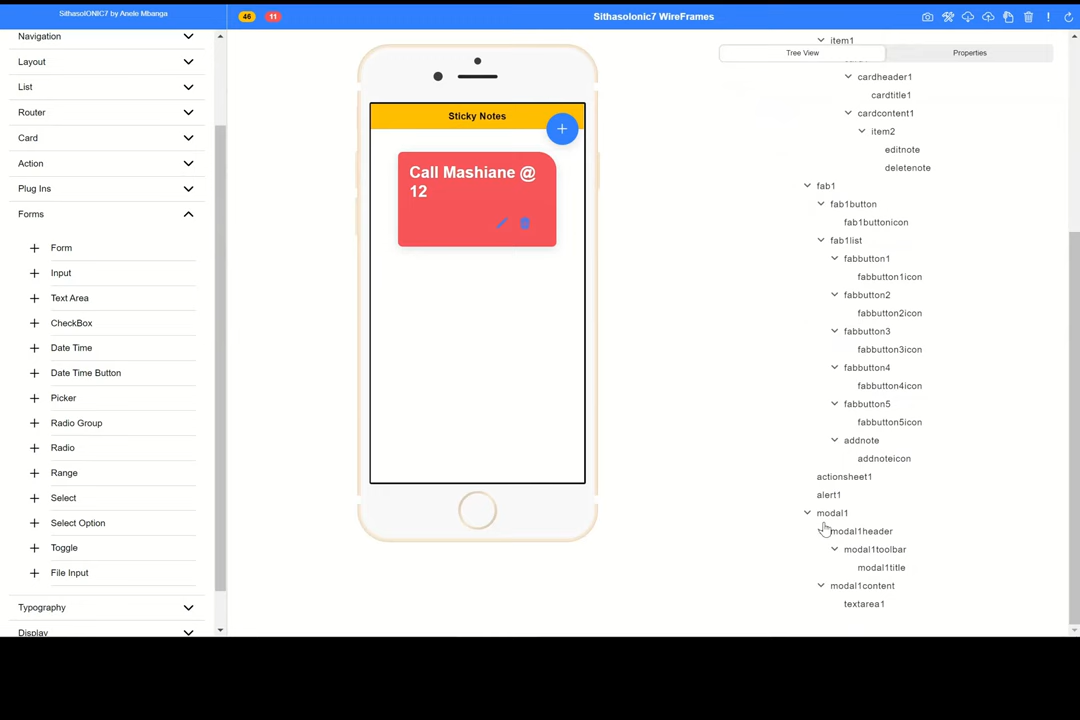 SithasoIONIC7 by Anele Mbanga
46
11
SithasoIonic7 WireFrames
Navigation
Layout
List
Router
Card
Action
Plug Ins
Forms
Form
Input
Text Area
CheckBox
Date Time
Date Time Button
Picker
Radio Group
Radio
Range
Select
Select Option
Toggle
File Input
Typography
Display
Sticky Notes
Call Mashiane @
12
Tree View
Properties
item1
cardheader1
cardtitle1
cardcontent1
item2
editnote
deletenote
fab1
fab1button
fab1buttonicon
fab1list
fabbutton1
fabbutton1icon
fabbutton2
fabbutton2icon
fabbutton3
fabbutton3icon
fabbutton4
fabbutton4icon
fabbutton5
fabbutton5icon
addnote
addnoteicon
actionsheet1
alert1
modal1
modal1header
modal1toolbar
modal1title
modal1content
textarea1